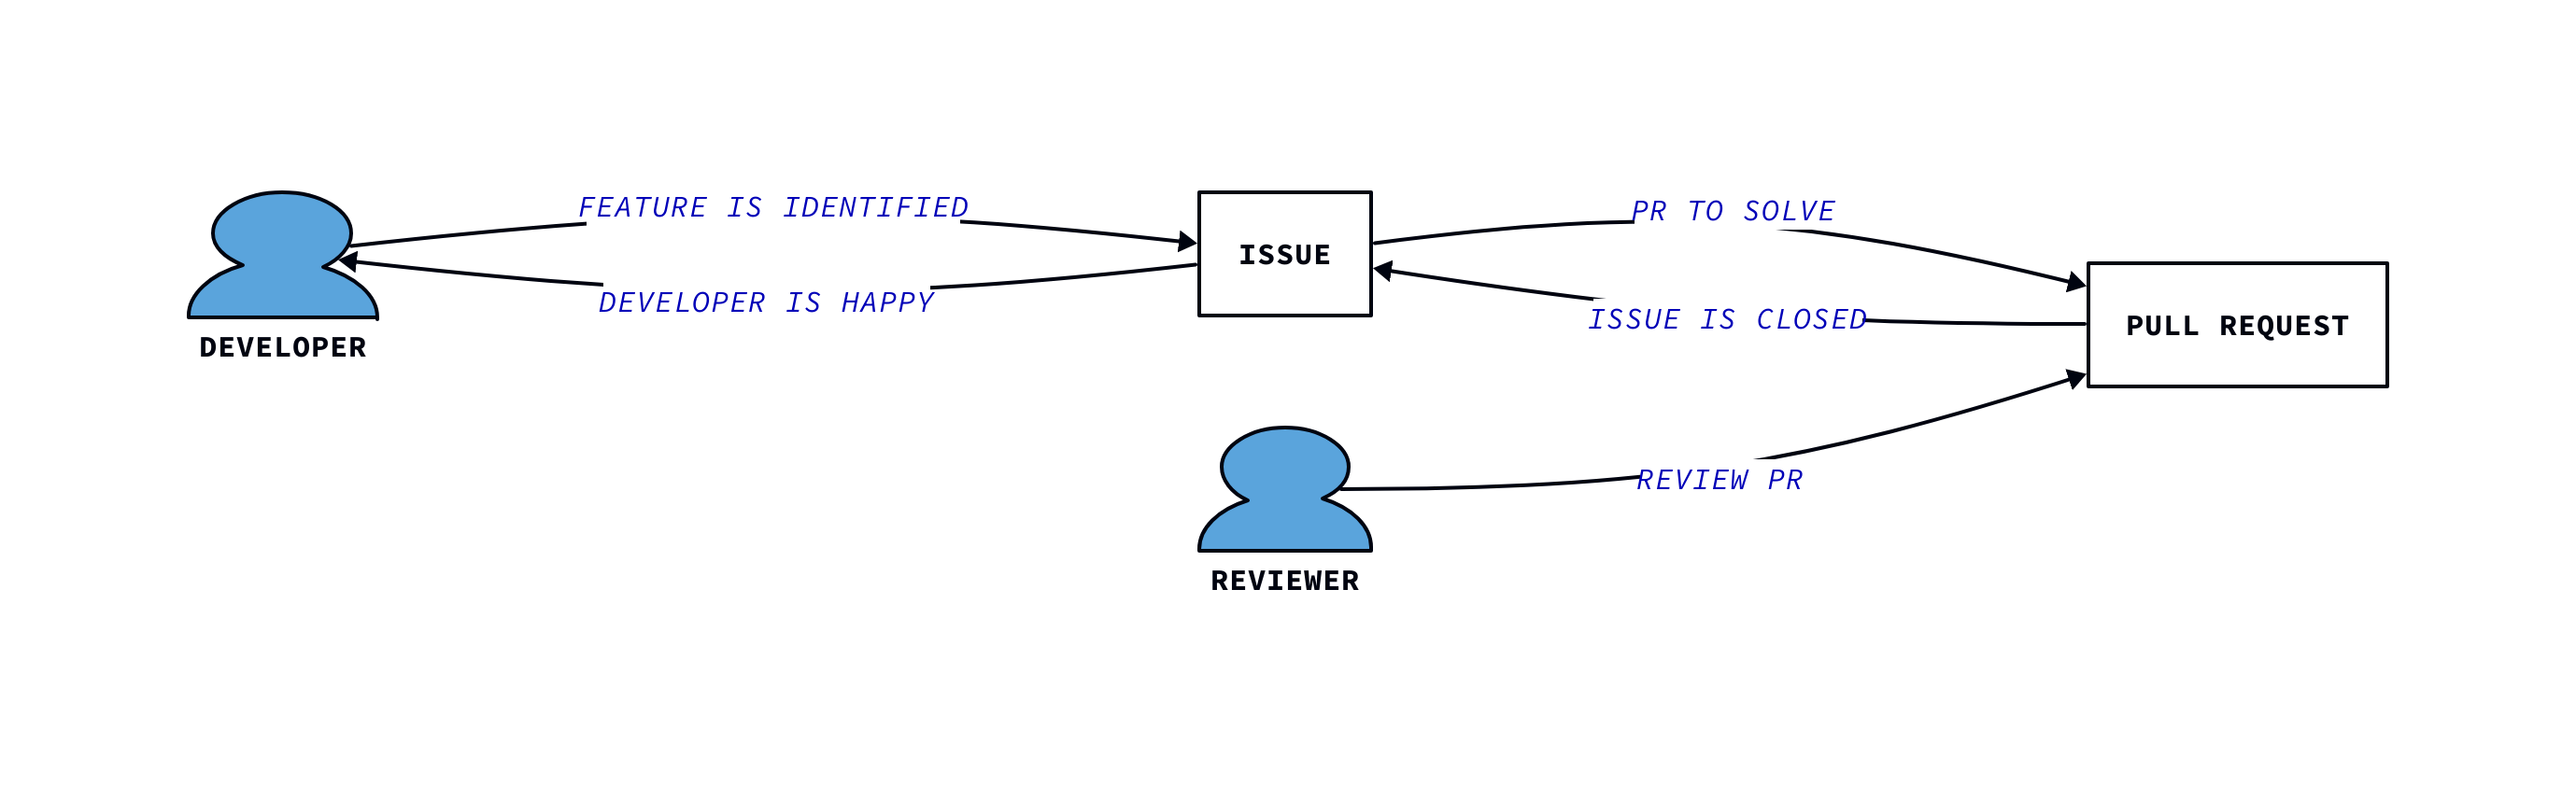 FEATURE IS IDENTIFIED
DEVELOPER IS HAPPY
DEVELOPER
ISSUE
PR TO SOLVE
ISSUE IS CLOSED
PULL REQUEST
REVIEW PR
REVIEWER